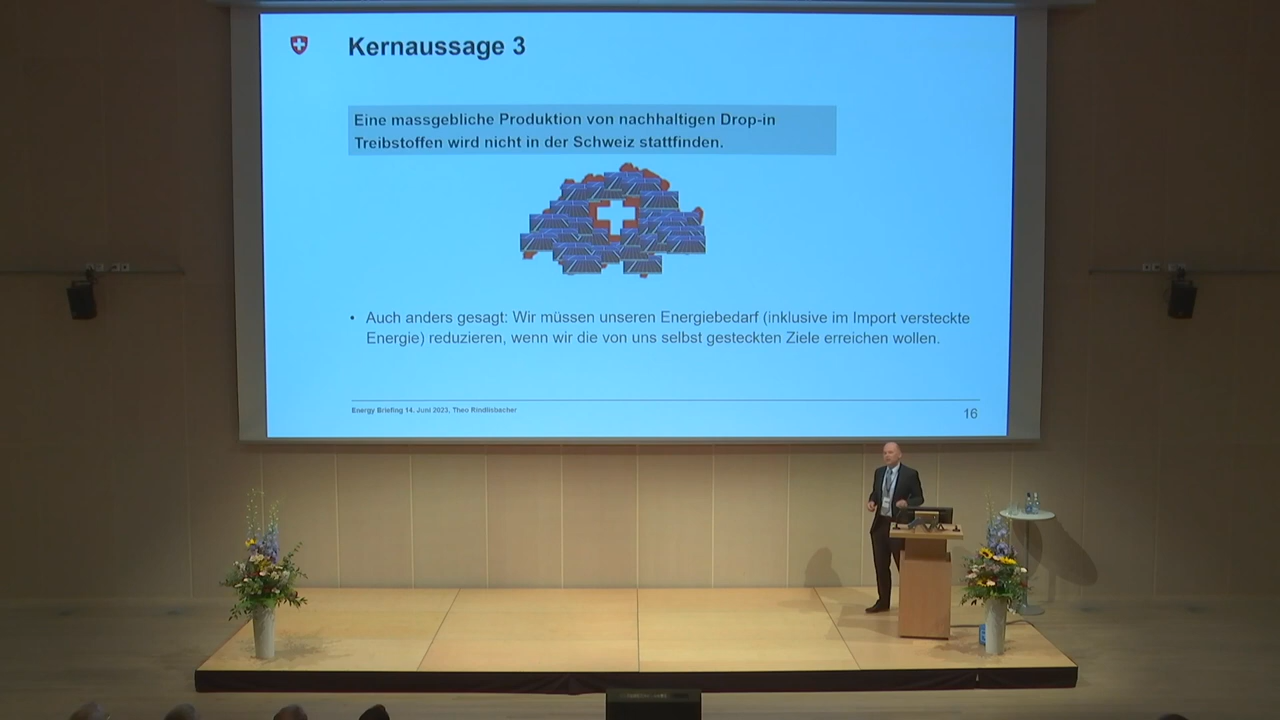 Kernaussage 3
Eine massgebliche Produktion von nachhaltigen Drop-in
Treibstoffen wird nicht in der Schweiz stattfinden.
• Auch anders gesagt: Wir müssen unseren Energiebedarf (inklusive im Import versteckte
Energie) reduzieren, wenn wir die von uns selbst gesteckten Ziele erreichen wollen.
Energy Briefing 14. Juni 2023, Theo Rindlisbacher
16